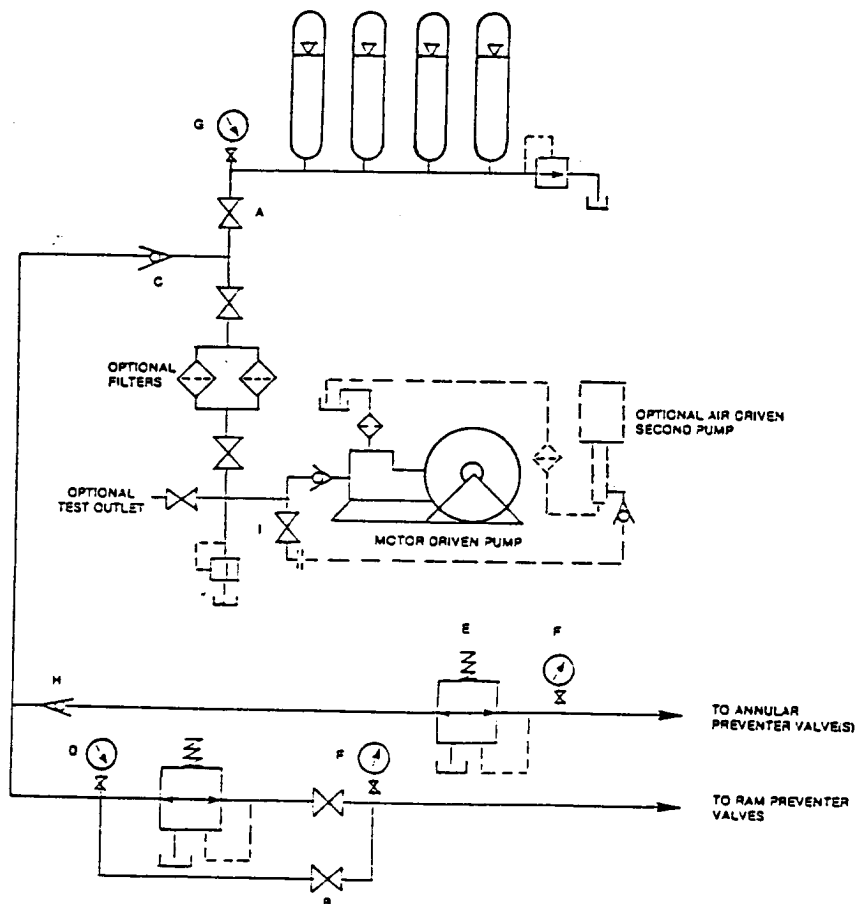 G
A
C
OPTIONAL
FILTERS
OPTIONAL AIR DRIVEN
SECOND PUMP
OPTIONAL
TEST OUTLET
I
MOTOR DRIVEN PUMP
E
F
H
TO ANNULAR
PREVENTER VALVE(S)
D
F
TO RAM PREVENTER
VALVES
B